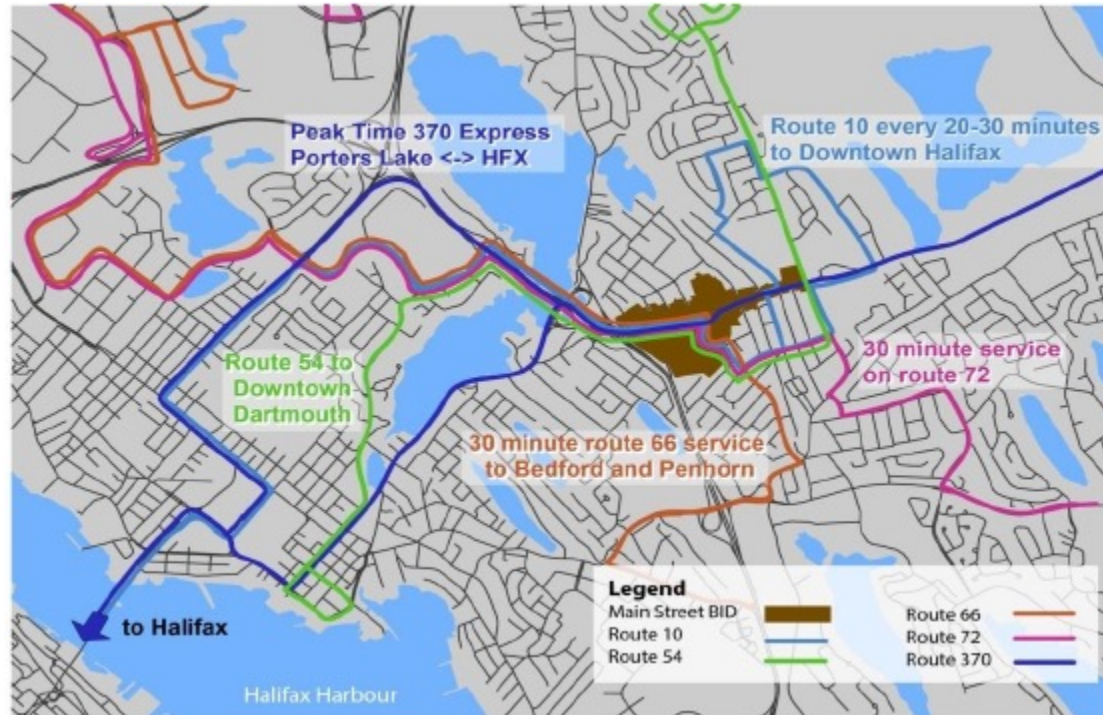 Peak Time 370 Express
Porters Lake <-> HFX
Route 10 every 20-30 minutes
to Downtown Halifax
Route 54 to
Downtown
Dartmouth
30 minute service
on route 72
30 minute route 66 service
to Bedford and Penhorn
to Halifax
Halifax Harbour
Legend
Main Street BID
Route 10
Route 54
Route 66
Route 72
Route 370